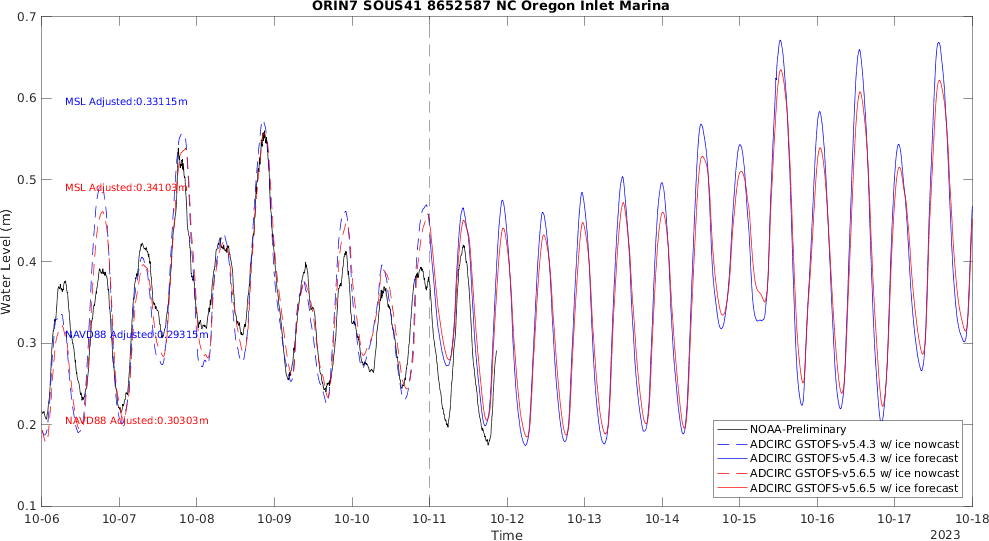 ORIN7 SOUS41 8652587 NC Oregon Inlet Marina
0.7
0.6
0.5
0.4
0.3
0.2
0.1
Water Level (m)
MSL Adjusted:0.33115m
MSL Adjusted:0.34103m
NAVD88 Adjusted:0.29315m
NAVD88 Adjusted:0.30303m
NOAA-Preliminary
ADCIRC GSTOFS-v5.4.3 w/ ice nowcast
ADCIRC GSTOFS-v5.4.3 w/ ice forecast
ADCIRC GSTOFS-v5.6.5 w/ ice nowcast
ADCIRC GSTOFS-v5.6.5 w/ ice forecast
10-06 10-07 10-08 10-09 10-10 10-11 10-12 10-13 10-14 10-15 10-16 10-17 10-18
Time
2023